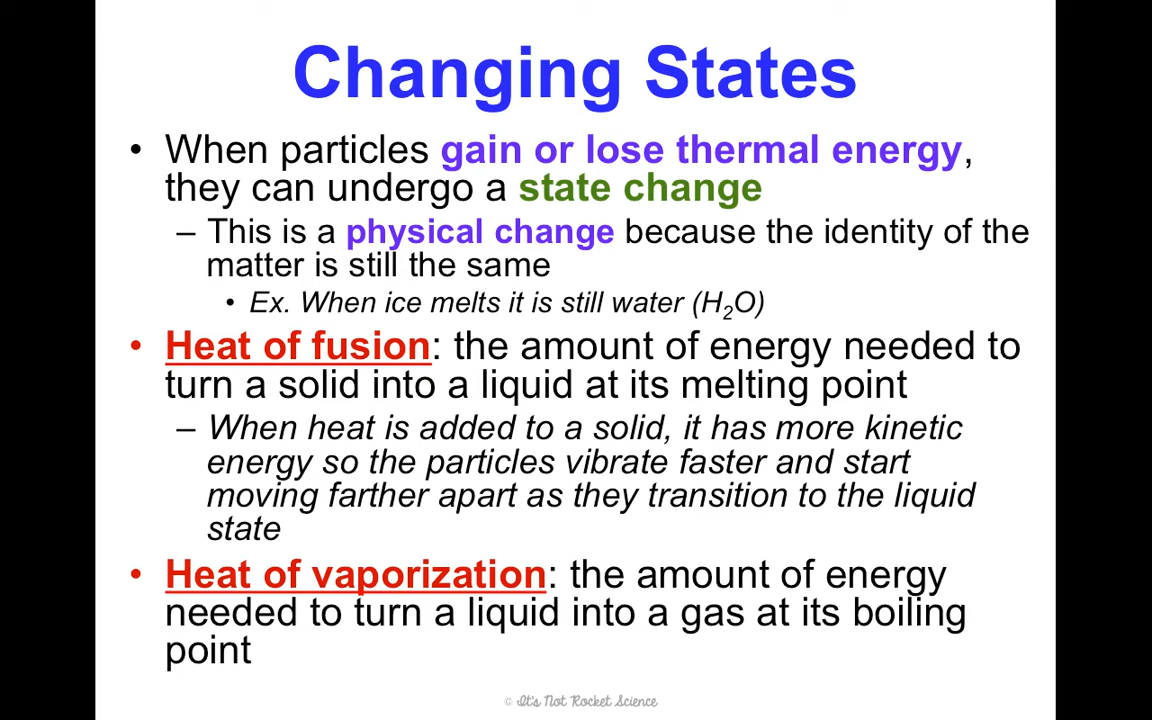 Changing States
• When particles gain or lose thermal energy,
they can undergo a state change
– This is a physical change because the identity of the
matter is still the same
• Ex. When ice melts it is still water (H₂O)
• Heat of fusion: the amount of energy needed to
turn a solid into a liquid at its melting point
– When heat is added to a solid, it has more kinetic
energy so the particles vibrate faster and start
moving farther apart as they transition to the liquid
state
• Heat of vaporization: the amount of energy
needed to turn a liquid into a gas at its boiling
point
© It's Not Rocket Science